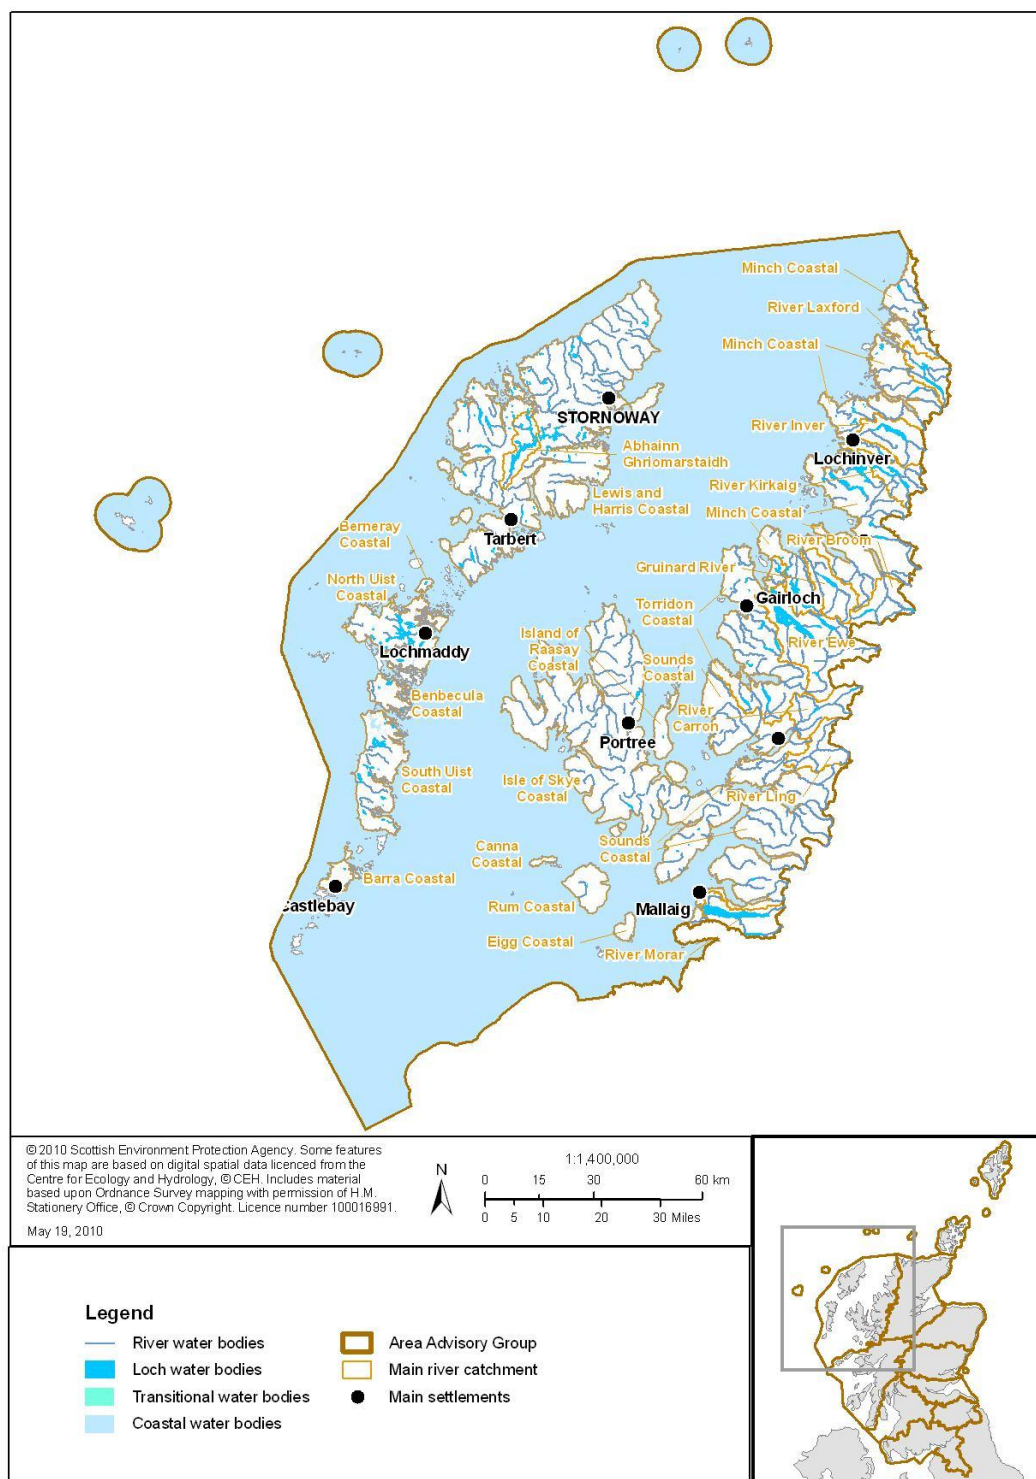 Minch Coastal
River Laxford
Minch Coastal
STORNOWAY
River Inver
Lochinver
Abhainn
Ghriomarstaidh
River Kirkaig
Lewis and
Harris Coastal
Minch Coastal
Berneray
Coastal
Tarbert
River Broom
Gruinard River
North Uist
Coastal
Gairloch
Torridon
Coastal
Island of
Raasay
Coastal
Lochmaddy
River Ewe
Sounds
Coastal
Benbecula
Coastal
River
Carron
Portree
South Uist
Coastal
Isle of Skye
Coastal
River Ling
Canna
Coastal
Sounds
Coastal
Barra Coastal
Castlebay
Rum Coastal
Mallaig
Eigg Coastal
River Morar
© 2010 Scottish Environment Protection Agency. Some features
of this map are based on digital spatial data licenced from the
Centre for Ecology and Hydrology, © CEH. Includes material
based upon Ordnance Survey mapping with permission of H.M.
Stationery Office, © Crown Copyright. Licence number 100016991.
May 19, 2010
N
1:1,400,000
0 15 30 60 km
0 5 10 20 30 Miles
Legend
River water bodies
Loch water bodies
Transitional water bodies
Coastal water bodies
Area Advisory Group
Main river catchment
Main settlements